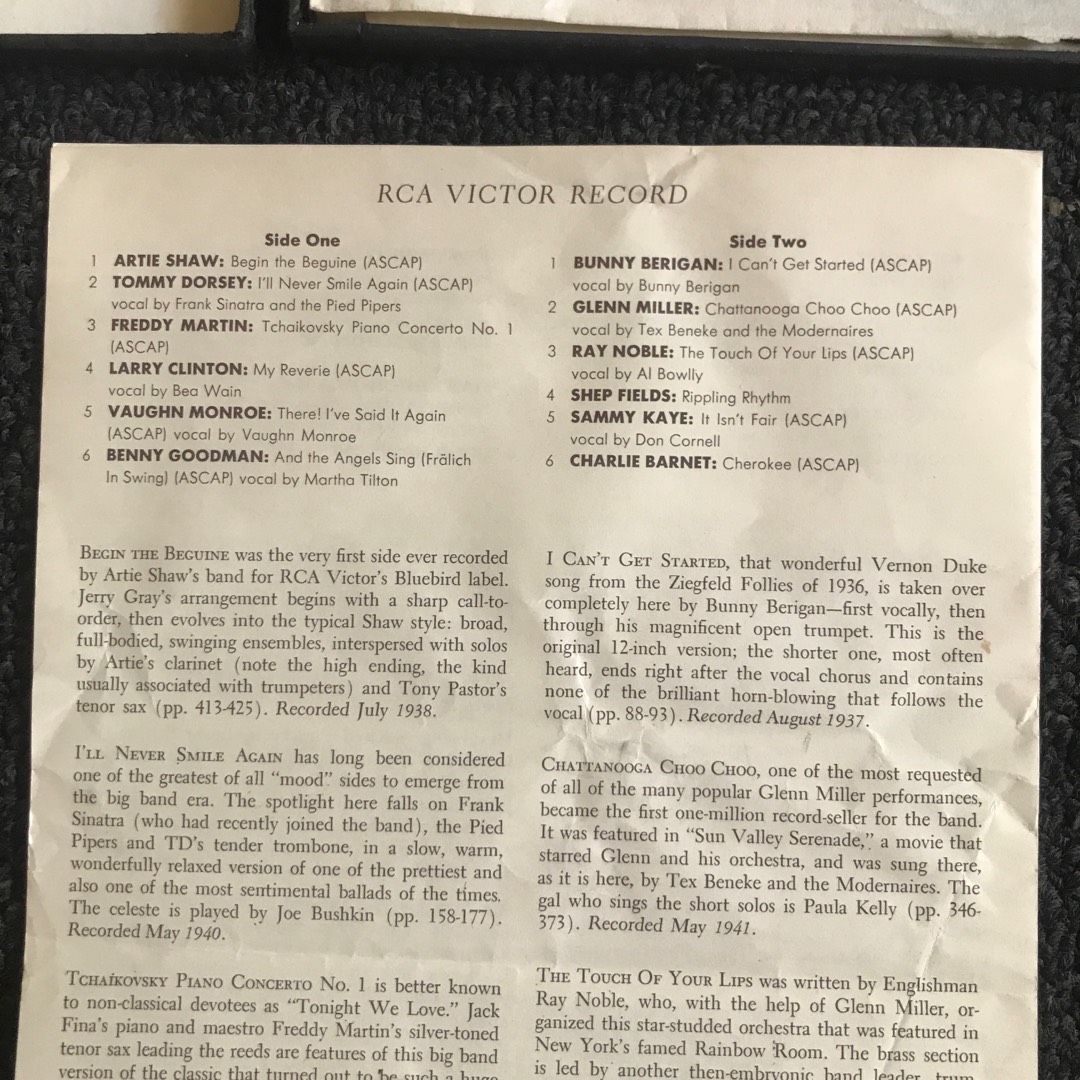 RCA VICTOR RECORD
Side One
1 ARTIE SHAW: Begin the Beguine (ASCAP)
2 TOMMY DORSEY: I'll Never Smile Again (ASCAP)
vocal by Frank Sinatra and the Pied Pipers
3 FREDDY MARTIN: Tchaikovsky Piano Concerto No. 1
(ASCAP)
4 LARRY CLINTON: My Reverie (ASCAP)
vocal by Bea Wain
5 VAUGHN MONROE: There! I've Said It Again
(ASCAP) vocal by Vaughn Monroe
6 BENNY GOODMAN: And the Angels Sing (Frälich
In Swing) (ASCAP) vocal by Martha Tilton
Side Two
1 BUNNY BERIGAN: I Can't Get Started (ASCAP)
vocal by Bunny Berigan
2 GLENN MILLER: Chattanooga Choo Choo (ASCAP)
vocal by Tex Beneke and the Modernaires
3 RAY NOBLE: The Touch Of Your Lips (ASCAP)
vocal by Al Bowlly
4 SHEP FIELDS: Rippling Rhythm
5 SAMMY KAYE: It Isn't Fair (ASCAP)
vocal by Don Cornell
6 CHARLIE BARNET: Cherokee (ASCAP)
BEGIN THE BEGUINE was the very first side ever recorded
by Artie Shaw's band for RCA Victor's Bluebird label.
Jerry Gray's arrangement begins with a sharp call-to-
order, then evolves into the typical Shaw style: broad,
full-bodied, swinging ensembles, interspersed with solos
by Artie's clarinet (note the high ending, the kind
usually associated with trumpeters) and Tony Pastor's
tenor sax (pp. 413-425). Recorded July 1938.
I'LL NEVER SMILE AGAIN has long been considered
one of the greatest of all "mood" sides to emerge from
the big band era. The spotlight here falls on Frank
Sinatra (who had recently joined the band), the Pied
Pipers and TD's tender trombone, in a slow, warm,
wonderfully relaxed version of one of the prettiest and
also one of the most sentimental ballads of the times.
The celeste is played by Joe Bushkin (pp. 158-177).
Recorded May 1940.
TCHAIKOVSKY PIANO CONCERTO NO. 1 is better known
to non-classical devotees as "Tonight We Love." Jack
Fina's piano and maestro Freddy Martin's silver-toned
tenor sax leading the reeds are features of this big band
version of the classic that turned out to be such a huge
I CAN'T GET STARTED, that wonderful Vernon Duke
song from the Ziegfeld Follies of 1936, is taken over
completely here by Bunny Berigan—first vocally, then
through his magnificent open trumpet. This is the
original 12-inch version; the shorter one, most often
heard, ends right after the vocal chorus and contains
none of the brilliant horn-blowing that follows the
vocal (pp. 88-93). Recorded August 1937.
CHATTANOOGA CHOO CHOO, one of the most requested
of all of the many popular Glenn Miller performances,
became the first one-million record-seller for the band.
It was featured in "Sun Valley Serenade," a movie that
starred Glenn and his orchestra, and was sung there,
as it is here, by Tex Beneke and the Modernaires. The
gal who sings the short solos is Paula Kelly (pp. 346-
373). Recorded May 1941.
THE TOUCH OF YOUR LIPS was written by Englishman
Ray Noble, who, with the help of Glenn Miller, or-
ganized this star-studded orchestra that was featured in
New York's famed Rainbow Room. The brass section
is led by another then-embryonic band leader, trum-